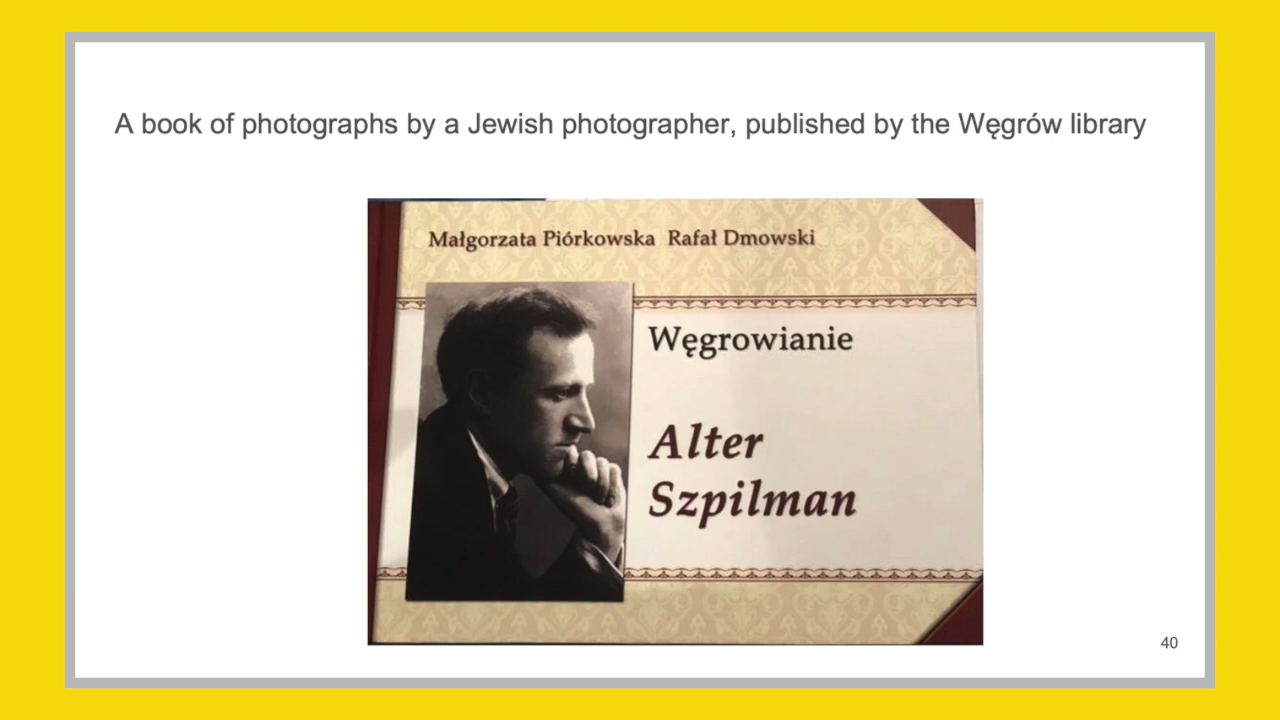 A book of photographs by a Jewish photographer, published by the Węgrów library
Małgorzata Piórkowska Rafał Dmowski
Węgrowianie
Alter
Szpilman
40